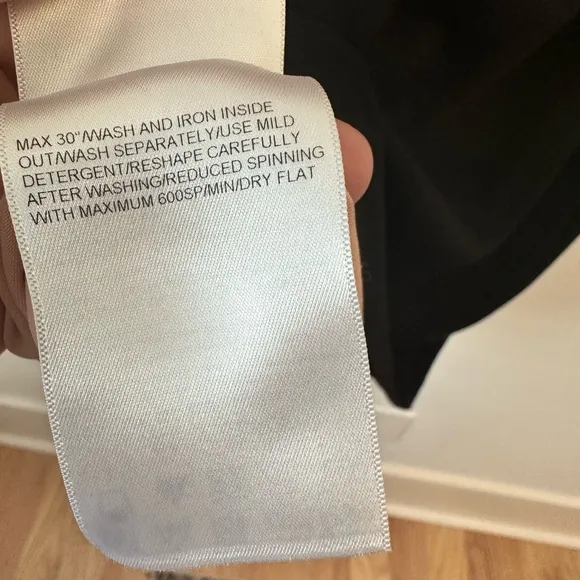 MAX 30°/WASH AND IRON INSIDE
OUT/WASH SEPARATELY/USE MILD
DETERGENT/RESHAPE CAREFULLY
AFTER WASHING/REDUCED SPINNING
WITH MAXIMUM 600SP/MIN/DRY FLAT